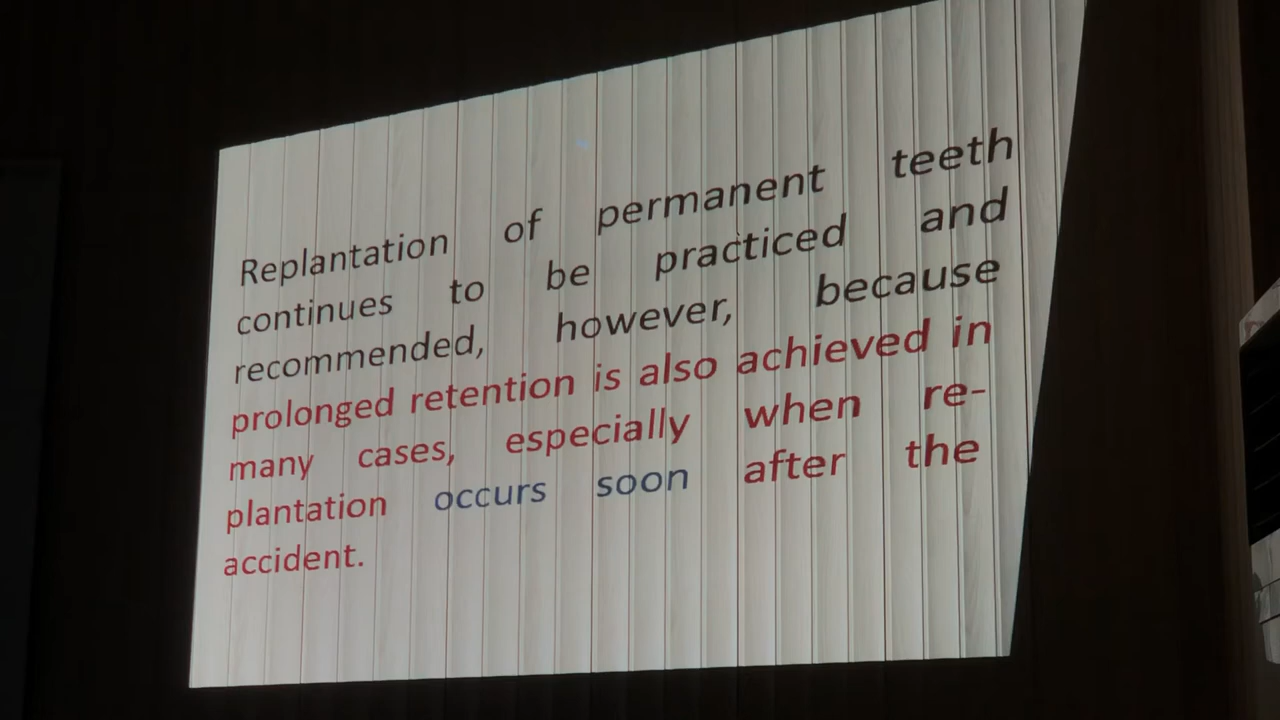 Replantation of permanent teeth
continues to be practiced and
recommended, however, because
prolonged retention is also achieved in
many cases, especially when re-
plantation occurs soon after the
accident.